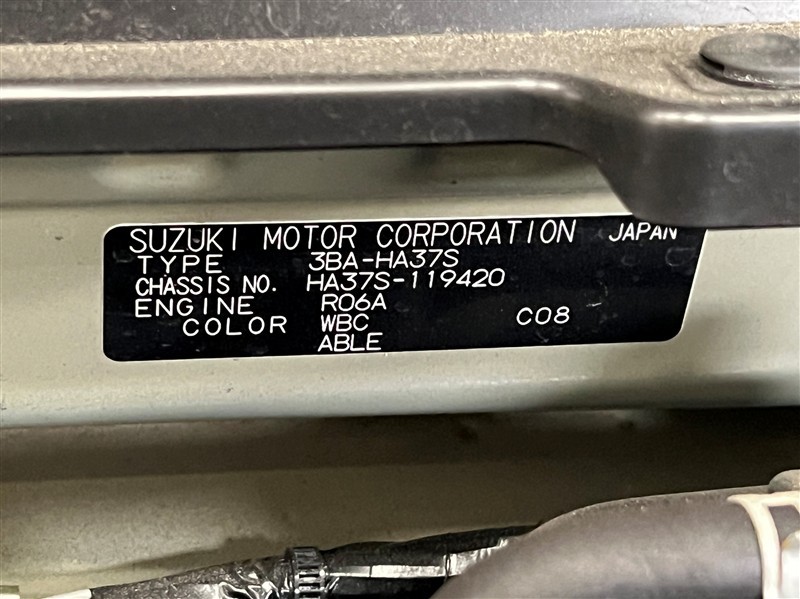 SUZUKI MOTOR CORPORATION JAPAN
TYPE 3BA-HA37S
CHASSIS NO. HA37S-119420
ENGINE R06A
COLOR WBC C08
ABLE